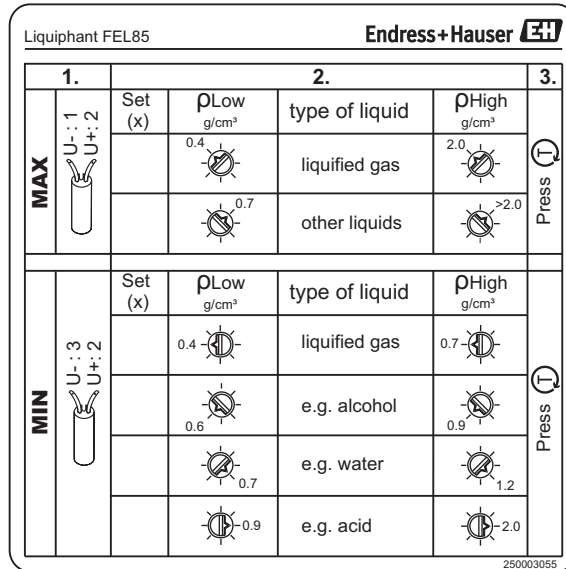 Liquiphant FEL85
Endress+Hauser EH
1. 2. 3.
MAX
U- : 1
U+: 2
Set (x) ρLow g/cm³ type of liquid ρHigh g/cm³
0.4 liquified gas 2.0
0.7 other liquids >2.0
Press T
MIN
U- : 3
U+: 2
Set (x) ρLow g/cm³ type of liquid ρHigh g/cm³
0.4 liquified gas 0.7
0.6 e.g. alcohol 0.9
0.7 e.g. water 1.2
0.9 e.g. acid 2.0
Press T
250003055